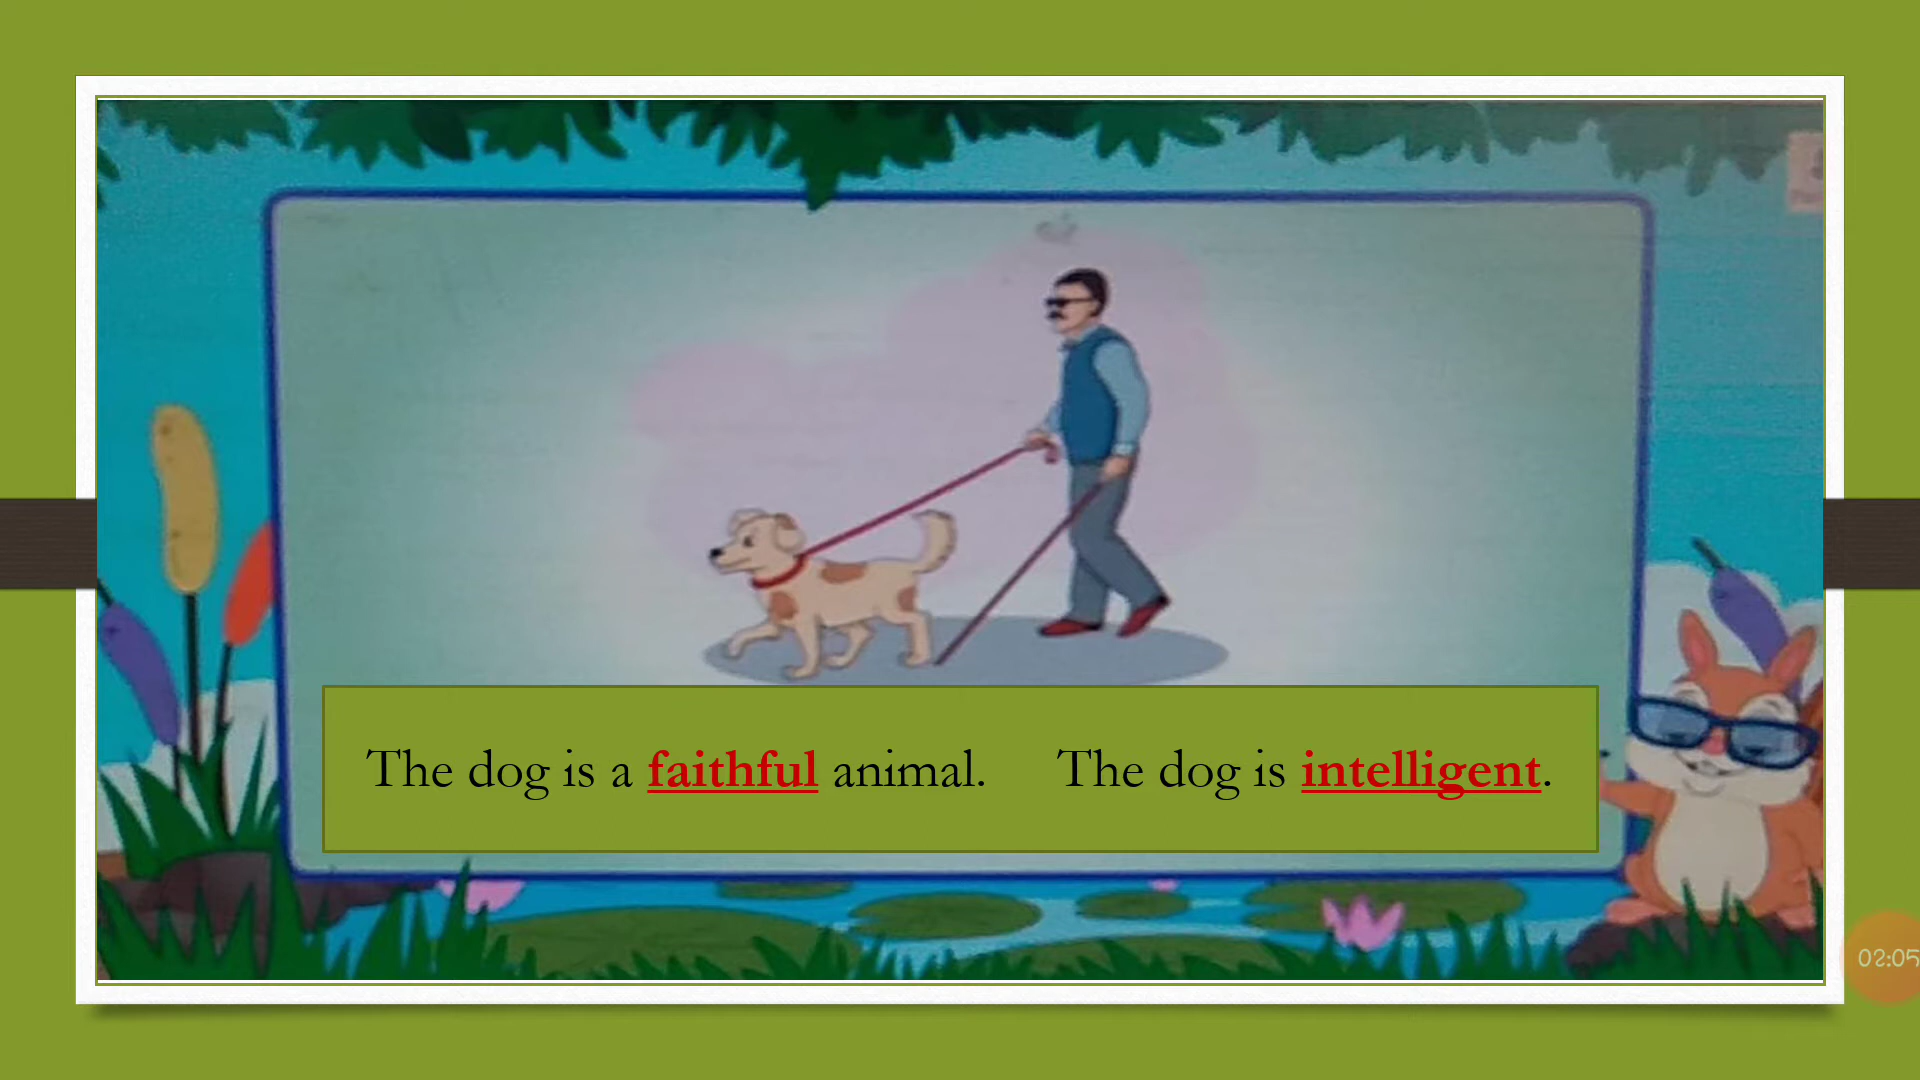 The dog is a faithful animal. The dog is intelligent.
02:05